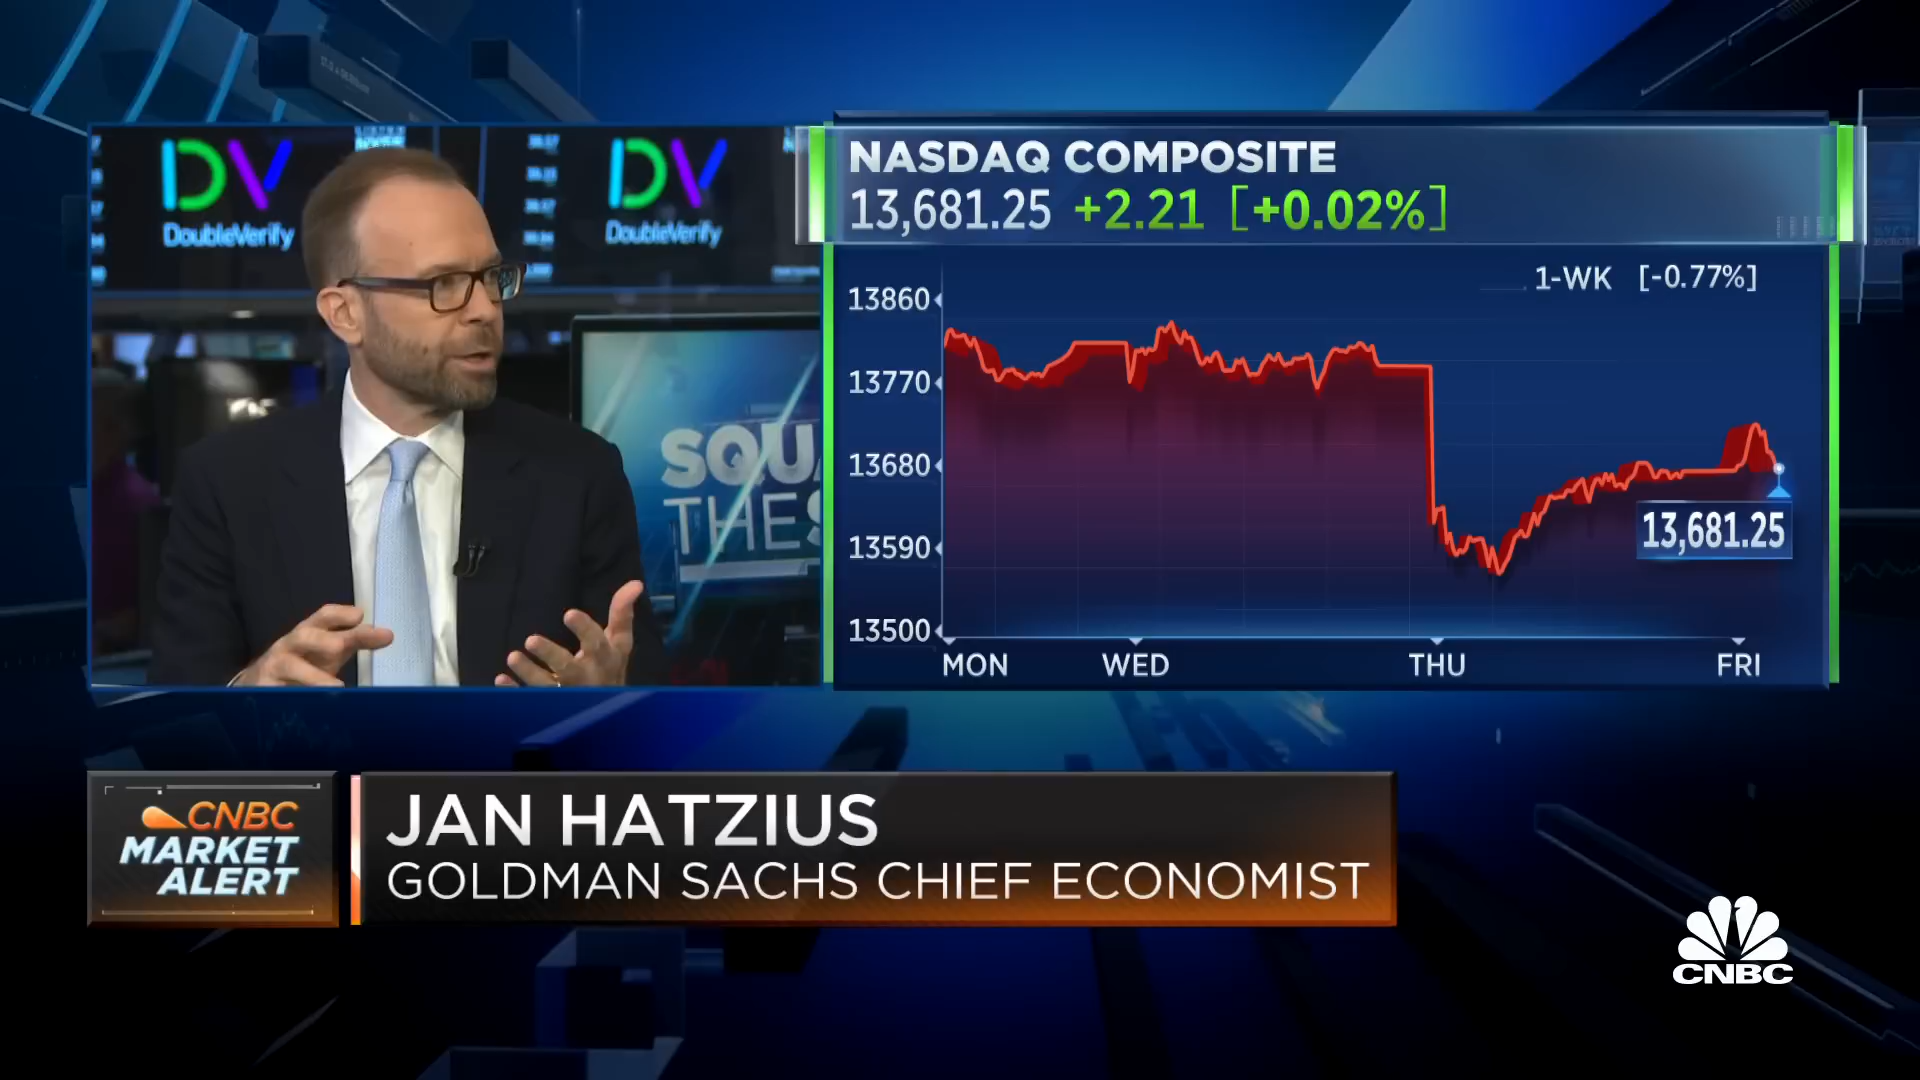 DV
DoubleVerify
DV
DoubleVerify
SQU
THE S
NASDAQ COMPOSITE
13,681.25 +2.21 [+0.02%]
1-WK [-0.77%]
13860
13770
13680
13590
13500
13,681.25
MON WED THU FRI
CNBC
MARKET
ALERT
JAN HATZIUS
GOLDMAN SACHS CHIEF ECONOMIST
CNBC